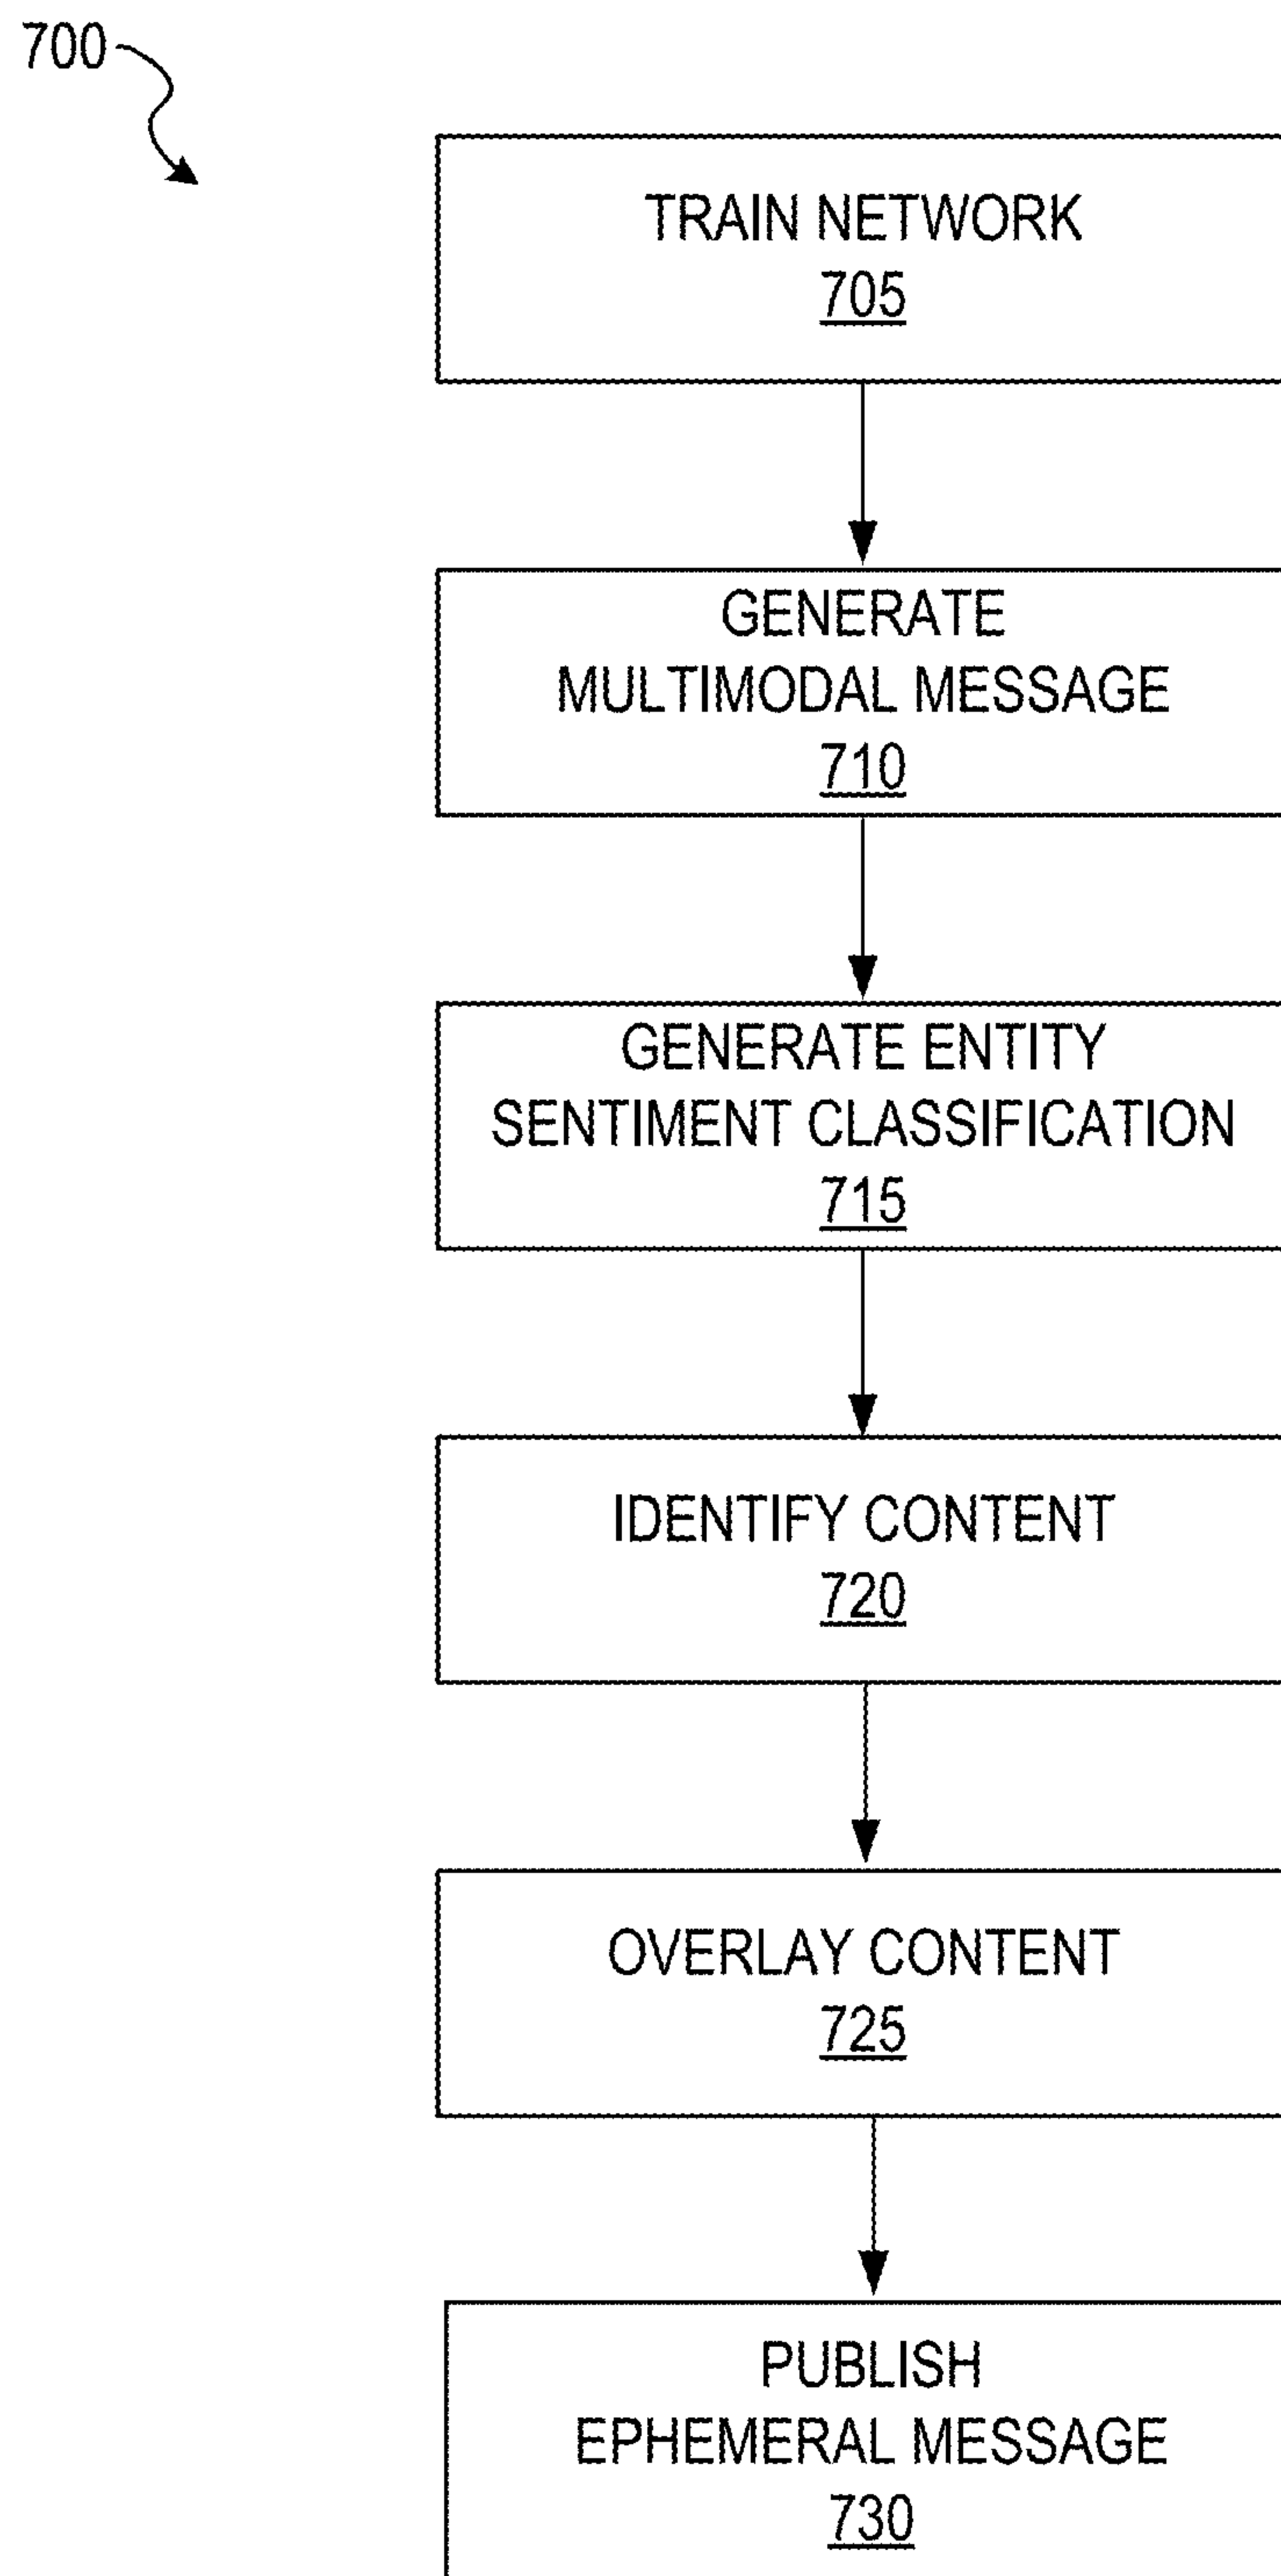 700
TRAIN NETWORK
705
GENERATE
MULTIMODAL MESSAGE
710
GENERATE ENTITY
SENTIMENT CLASSIFICATION
715
IDENTIFY CONTENT
720
OVERLAY CONTENT
725
PUBLISH
EPHEMERAL MESSAGE
730